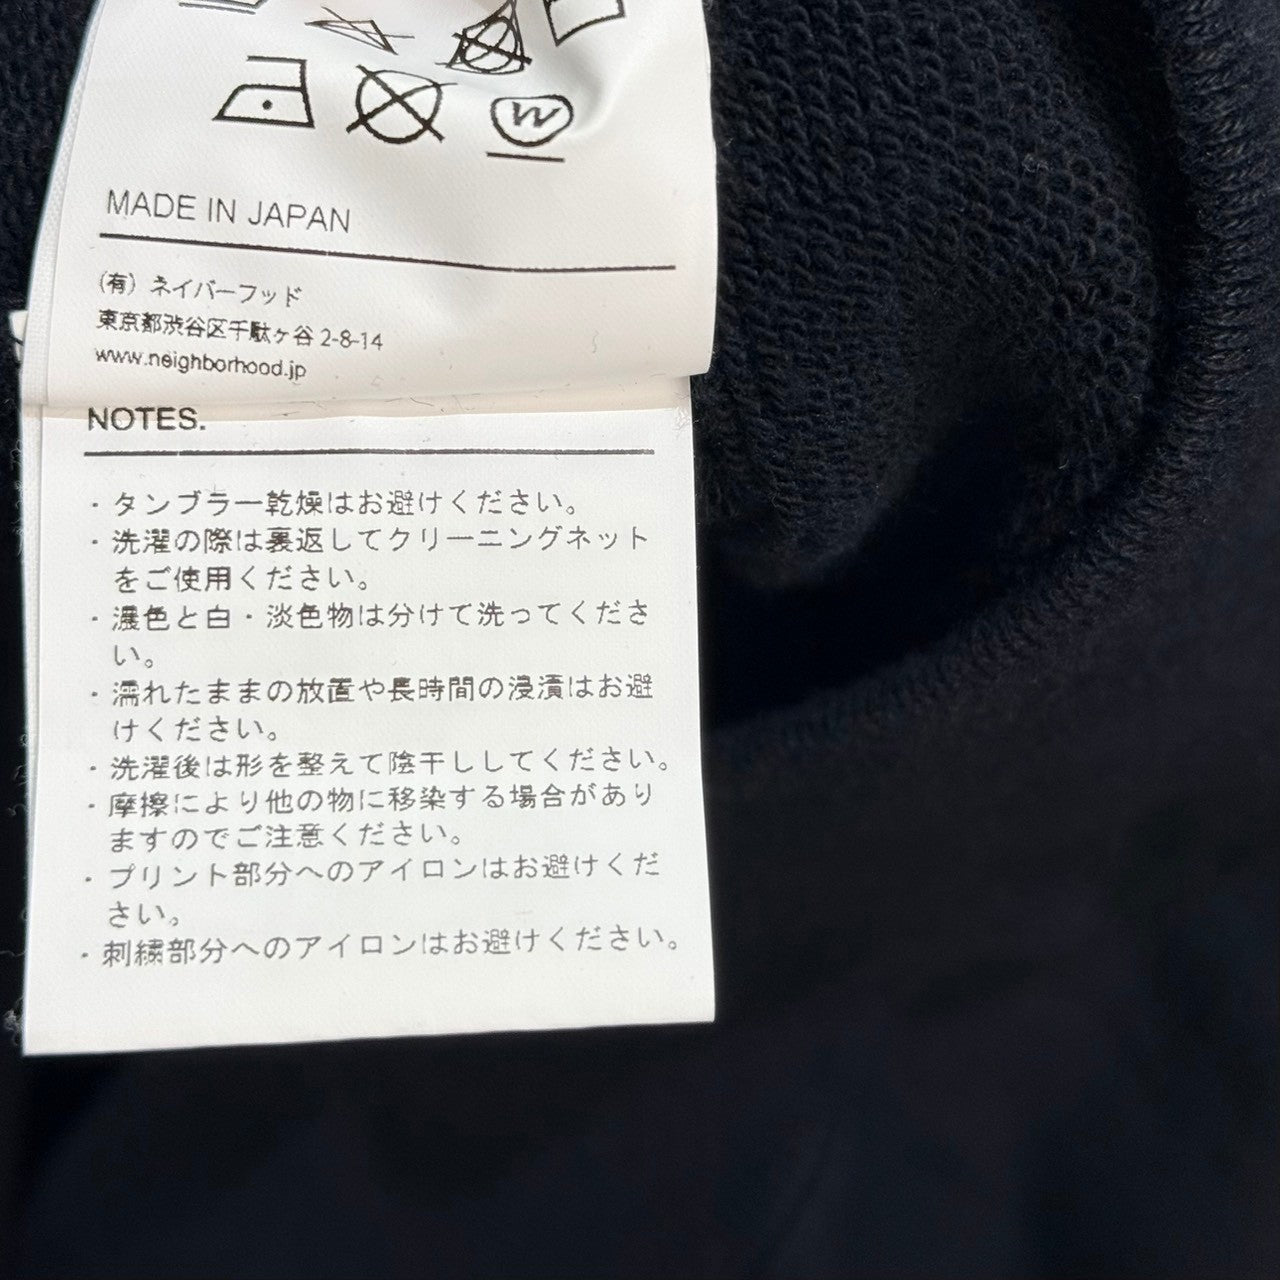 W
MADE IN JAPAN
(有) ネイバーフッド
東京都渋谷区千駄ヶ谷 2-8-14
www.neighborhood.jp
NOTES.
・タンブラー乾燥はお避けください。
・洗濯の際は裏返してクリーニングネット
をご使用ください。
・濃色と白・淡色物は分けて洗ってくださ
い。
・濡れたままの放置や長時間の浸漬はお避
けください。
・洗濯後は形を整えて陰干ししてください。
・摩擦により他の物に移染する場合があり
ますのでご注意ください。
・プリント部分へのアイロンはお避けくだ
さい。
・刺繍部分へのアイロンはお避けください。